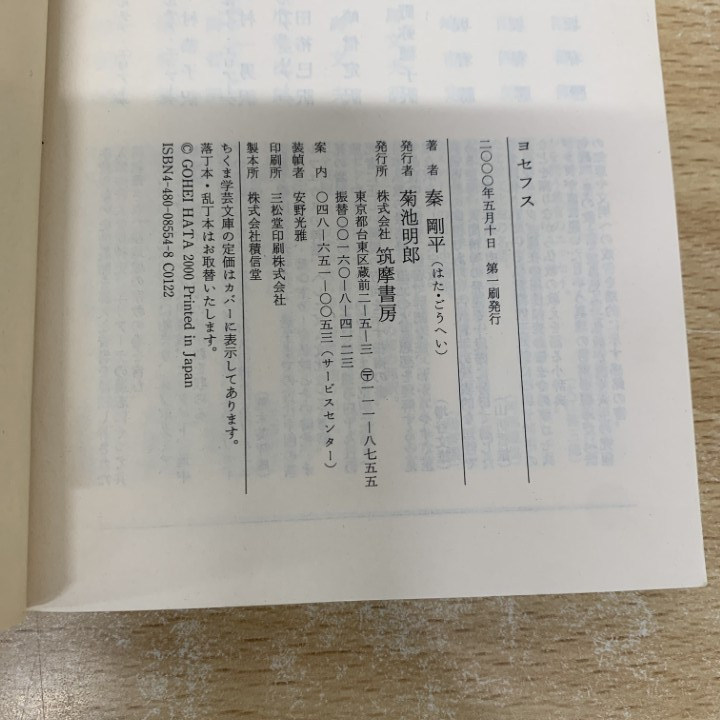 ヨセフス
二〇〇〇年五月十日　第一刷発行
著　者　秦　剛平(はた・ごうへい)
発行者　菊池明郎
発行所　株式会社　筑摩書房
東京都台東区蔵前二—五—三　〒一一一—八七五五
振替〇〇一六〇—八—四一二三
案　内　〇四八—六五一—〇〇五三(サービスセンター)
装幀者　安野光雅
印刷所　三松堂印刷株式会社
製本所　株式会社積信堂
ちくま学芸文庫の定価はカバーに表示してあります。
落丁本・乱丁本はお取替いたします。
© GOHEI HATA 2000 Printed in Japan
ISBN4-480-08554-8 C0122